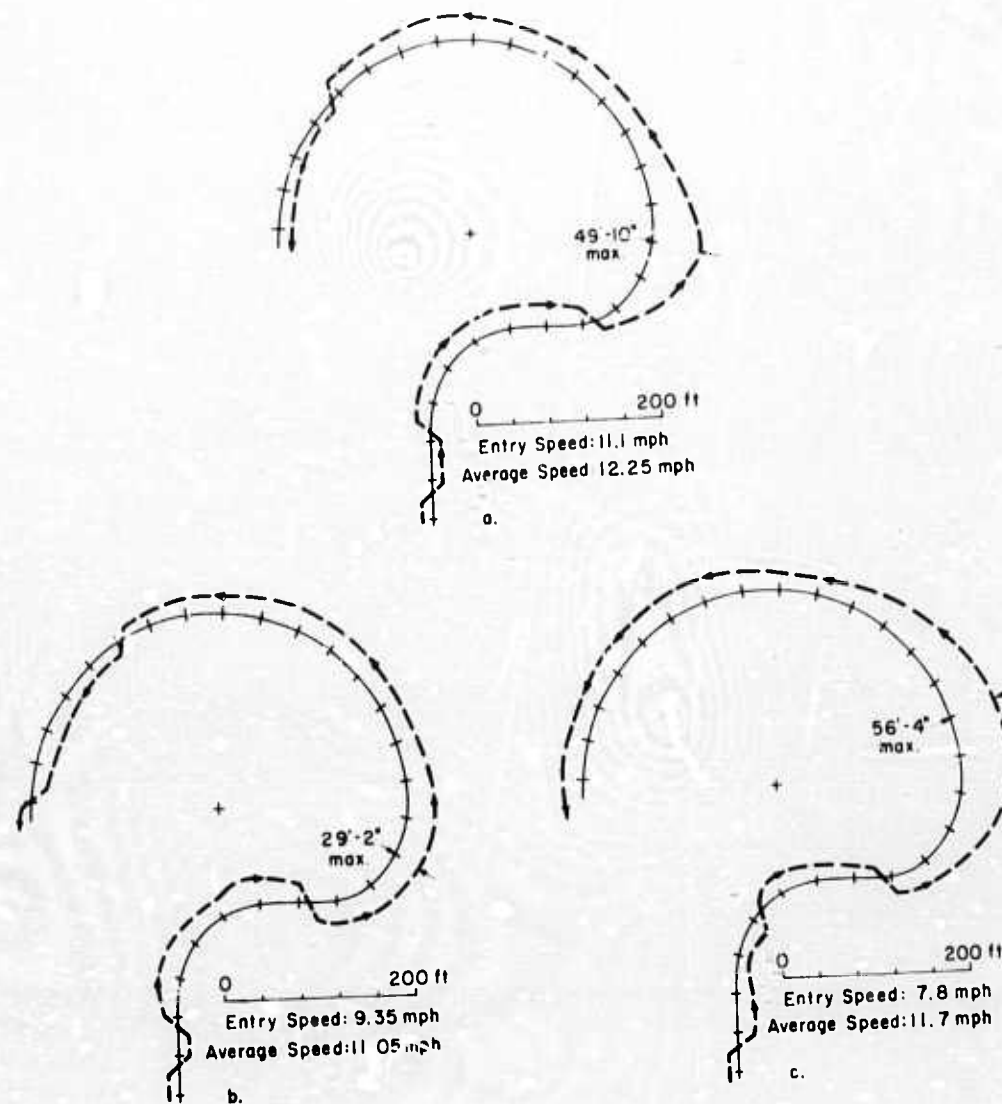 49'-10"
max.
0 200 ft
Entry Speed: 11.1 mph
Average Speed 12.25 mph
a.
29'-2"
max.
0 200 ft
Entry Speed: 9.35 mph
Average Speed: 11 05 mph
b.
56'-4"
max.
0 200 ft
Entry Speed: 7.8 mph
Average Speed: 11.7 mph
c.